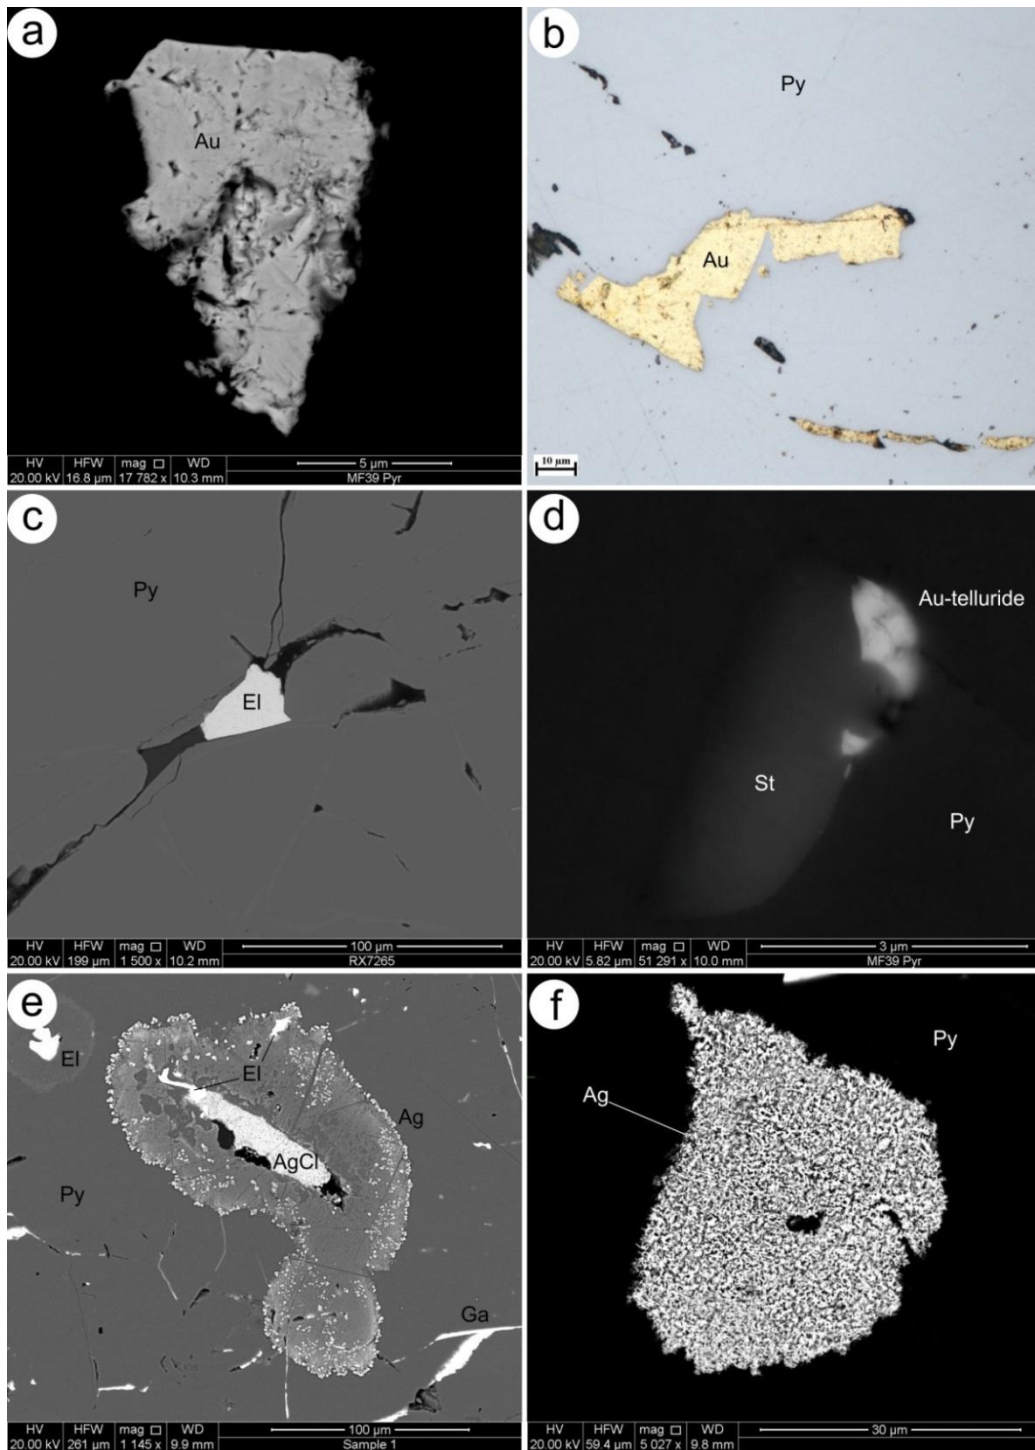 a
Au
HV HFW mag WD 5 µm
20.00 kV 16.8 µm 17 782 x 10.3 mm MF39 Pyr
b
Py
Au
10 µm
c
Py
El
HV HFW mag WD 100 µm
20.00 kV 199 µm 1 500 x 10.2 mm RX7265
d
Au-telluride
St
Py
HV HFW mag WD 3 µm
20.00 kV 5.82 µm 51 291 x 10.0 mm MF39 Pyr
e
El
El
Ag
AgCl
Py
Ga
HV HFW mag WD 100 µm
20.00 kV 261 µm 1 145 x 9.9 mm Sample 1
f
Py
Ag
HV HFW mag WD 30 µm
20.00 kV 59.4 µm 5 027 x 9.8 mm